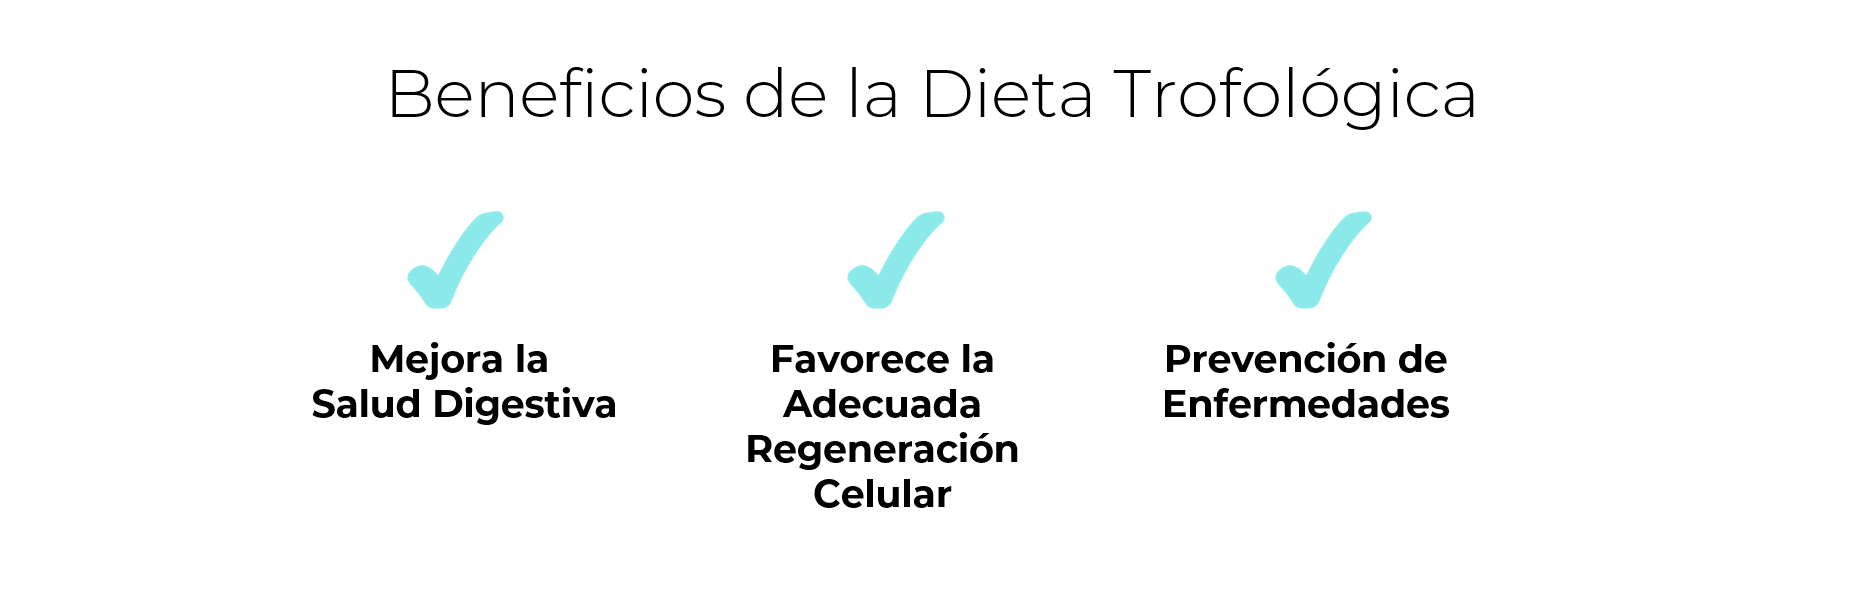 Beneficios de la Dieta Trofológica
Mejora la
Salud Digestiva
Favorece la
Adecuada
Regeneración
Celular
Prevención de
Enfermedades